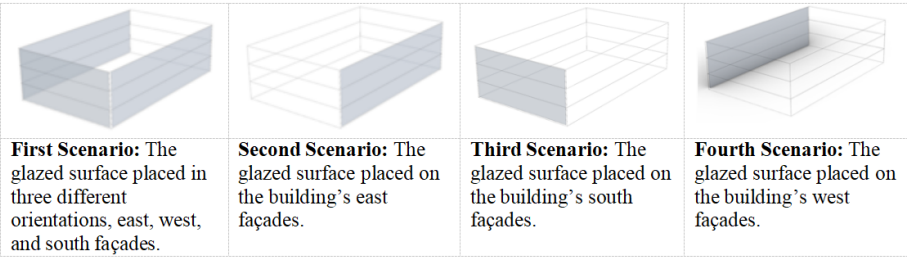 First Scenario: The
glazed surface placed in
three different
orientations, east, west,
and south façades.
Second Scenario: The
glazed surface placed on
the building’s east
façades.
Third Scenario: The
glazed surface placed on
the building’s south
façades.
Fourth Scenario: The
glazed surface placed on
the building’s west
façades.